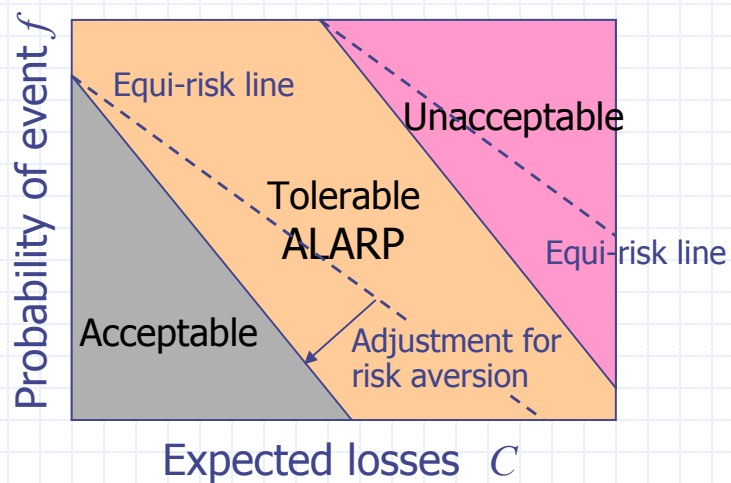 Probability of event f
Equi-risk line
Unacceptable
Tolerable
ALARP
Equi-risk line
Acceptable
Adjustment for
risk aversion
Expected losses C